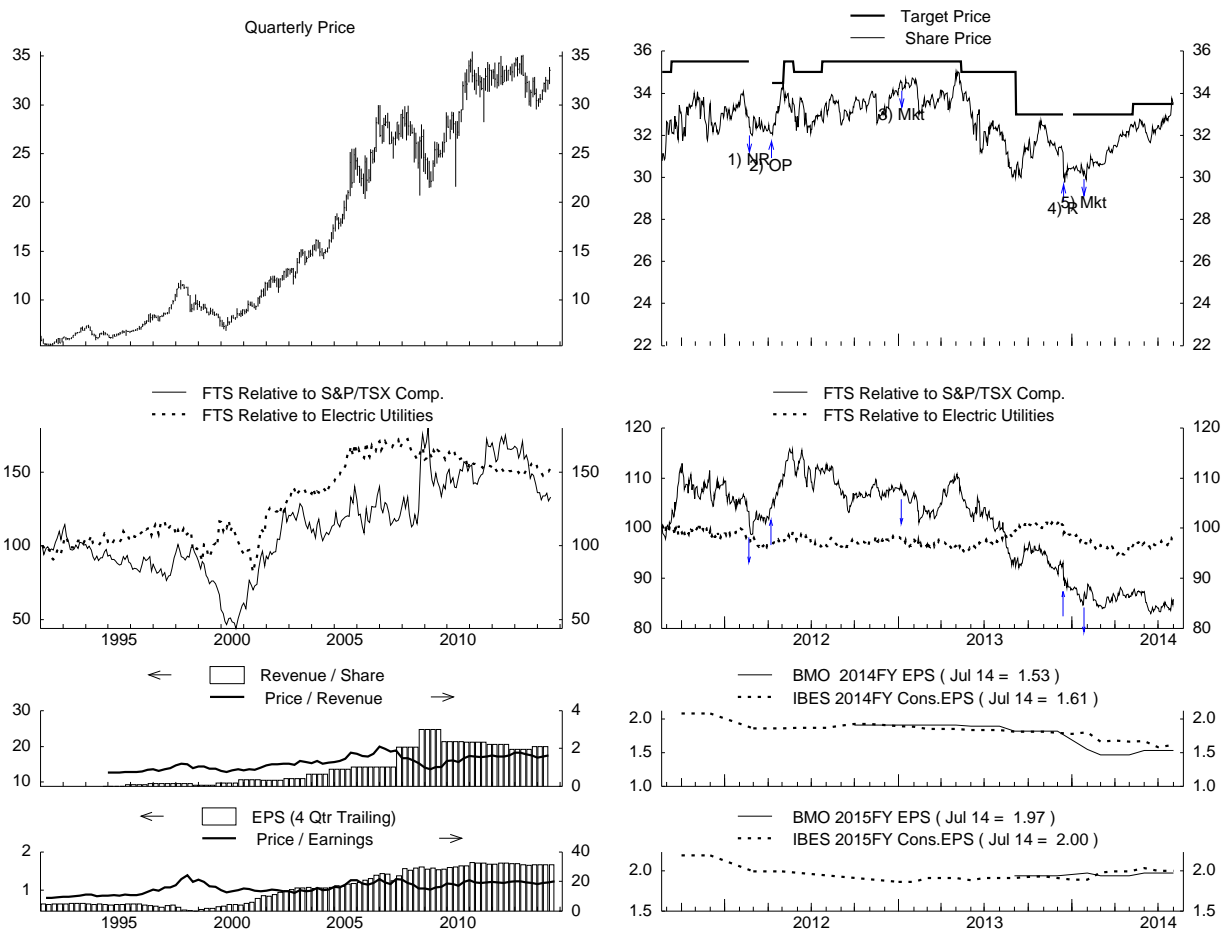 Quarterly Price
35
30
25
20
15
10
35
30
25
20
15
10
Target Price
Share Price
36
34
32
30
28
26
24
22
36
34
32
30
28
26
24
22
1) NR
2) OP
3) Mkt
4) R
5) Mkt
FTS Relative to S&P/TSX Comp.
FTS Relative to Electric Utilities
150
100
50
150
100
50
1995 2000 2005 2010
FTS Relative to S&P/TSX Comp.
FTS Relative to Electric Utilities
120
110
100
90
80
120
110
100
90
80
2012 2013 2014
Revenue / Share
Price / Revenue
30
20
10
4
2
0
BMO 2014FY EPS ( Jul 14 = 1.53 )
IBES 2014FY Cons.EPS ( Jul 14 = 1.61 )
2.0
1.5
1.0
2.0
1.5
1.0
EPS (4 Qtr Trailing)
Price / Earnings
2
1
40
20
0
1995 2000 2005 2010
BMO 2015FY EPS ( Jul 14 = 1.97 )
IBES 2015FY Cons.EPS ( Jul 14 = 2.00 )
2.0
1.5
2.0
1.5
2012 2013 2014